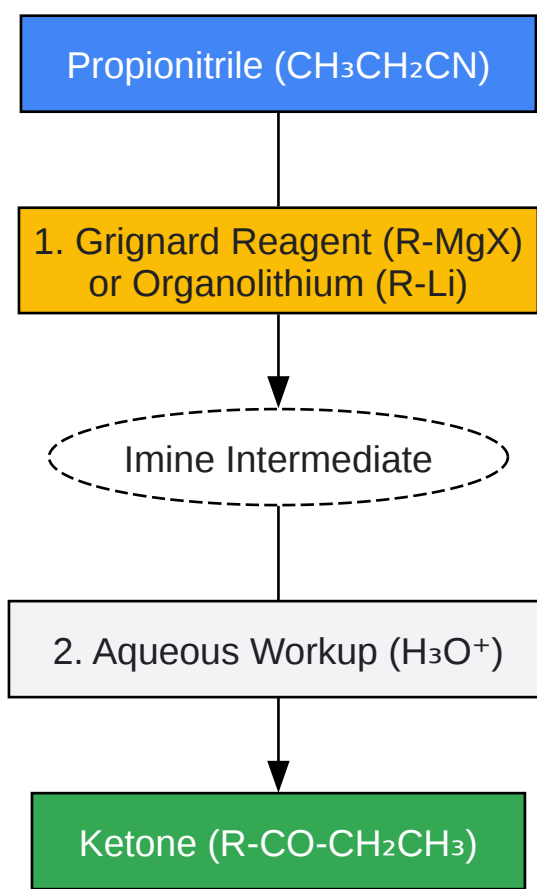 Propionitrile (CH₃CH₂CN)
1. Grignard Reagent (R-MgX)
or Organolithium (R-Li)
Imine Intermediate
2. Aqueous Workup (H₃O⁺)
Ketone (R-CO-CH₂CH₃)